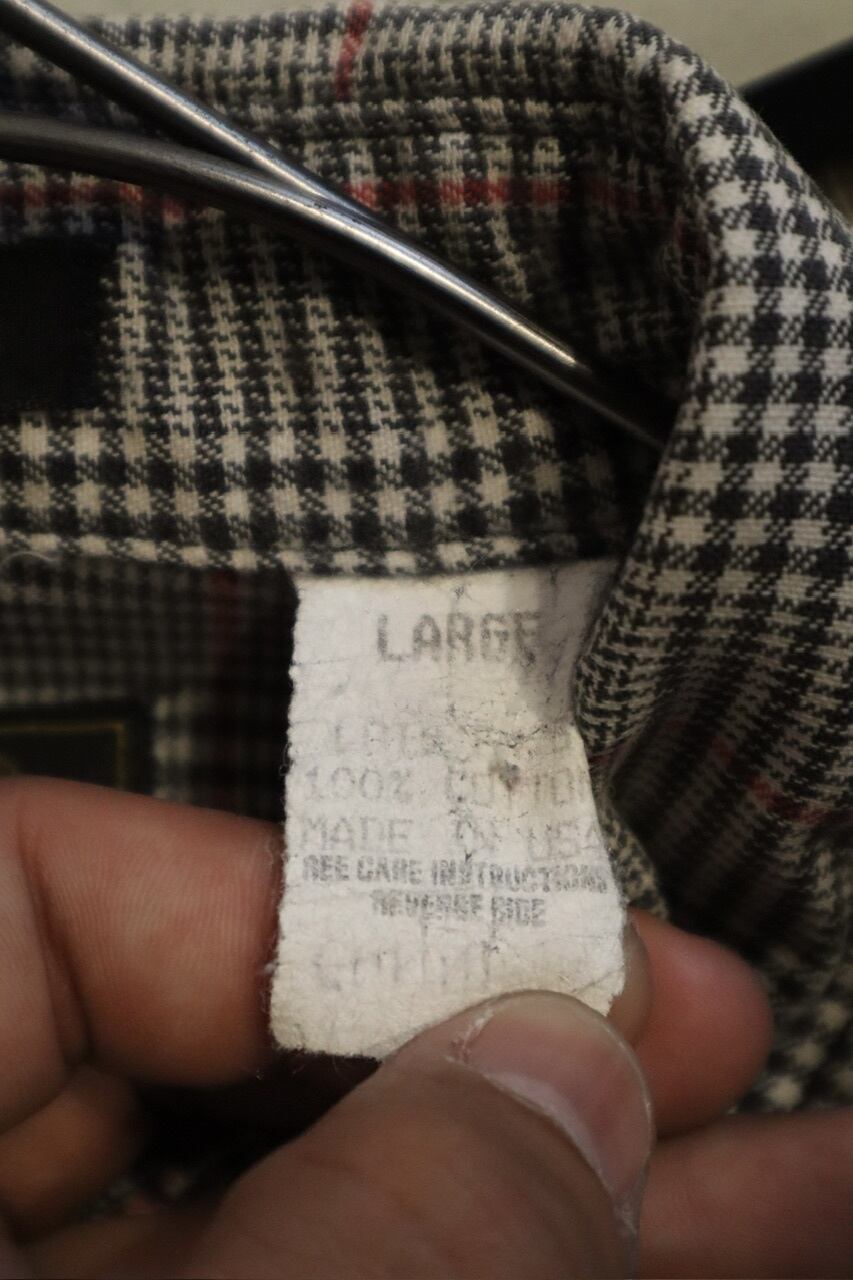 LARGE
100% COTTON
MADE IN USA
SEE CARE INSTRUCTIONS
REVERSE SIDE